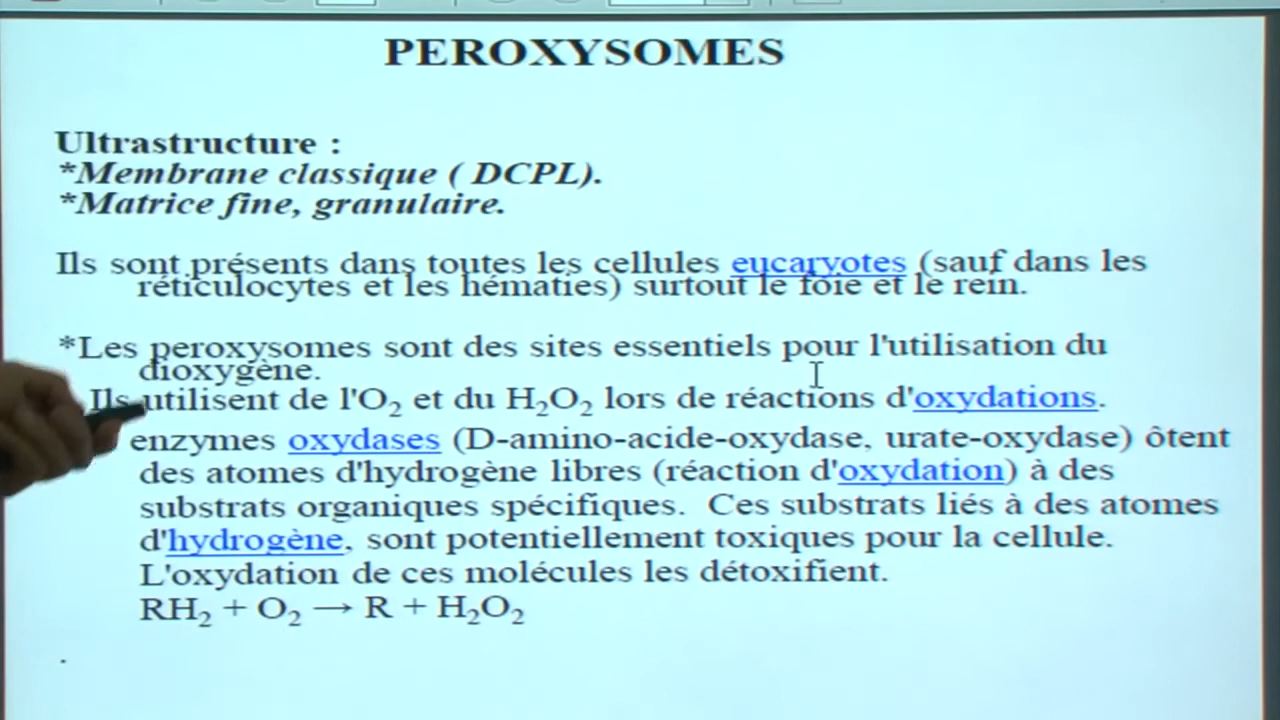 PEROXYSOMES
Ultrastructure :
*Membrane classique ( DCPL).
*Matrice fine, granulaire.
Ils sont présents dans toutes les cellules eucaryotes (sauf dans les
réticulocytes et les hématies) surtout le foie et le rein.
*Les peroxysomes sont des sites essentiels pour l'utilisation du
dioxygène.
Ils utilisent de l'O₂ et du H₂O₂ lors de réactions d'oxydations.
enzymes oxydases (D-amino-acide-oxydase, urate-oxydase) ôtent
des atomes d'hydrogène libres (réaction d'oxydation) à des
substrats organiques spécifiques. Ces substrats liés à des atomes
d'hydrogène, sont potentiellement toxiques pour la cellule.
L'oxydation de ces molécules les détoxifient.
RH₂ + O₂ → R + H₂O₂
.